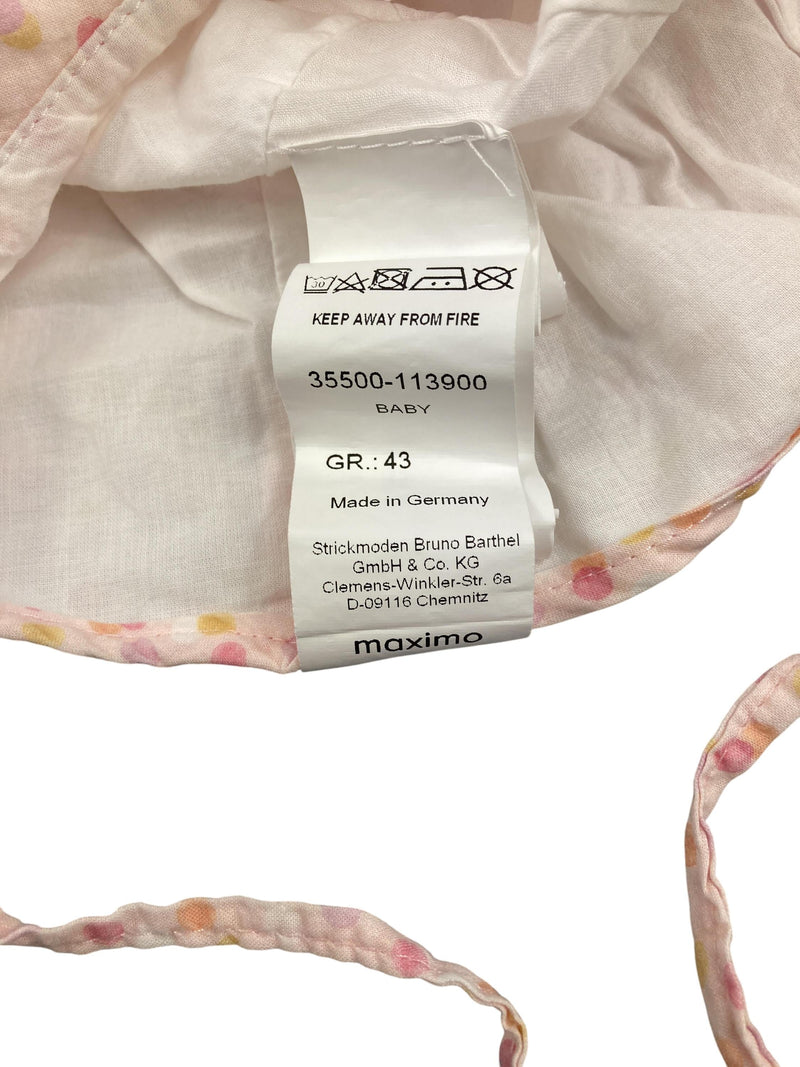 30
KEEP AWAY FROM FIRE
35500-113900
BABY
GR.: 43
Made in Germany
Strickmoden Bruno Barthel
GmbH & Co. KG
Clemens-Winkler-Str. 6a
D-09116 Chemnitz
maximo